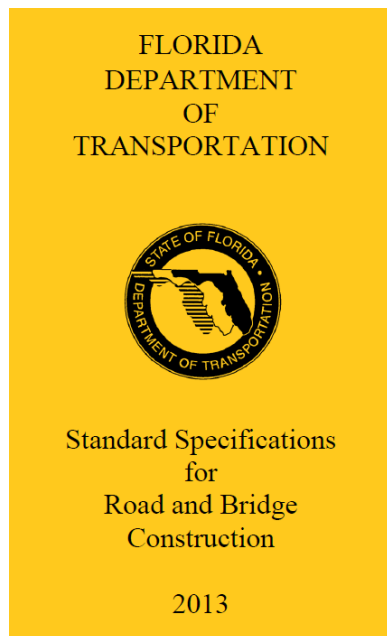 FLORIDA
DEPARTMENT
OF
TRANSPORTATION
STATE OF FLORIDA •
DEPARTMENT OF TRANSPORTATION
Standard Specifications
for
Road and Bridge
Construction
2013